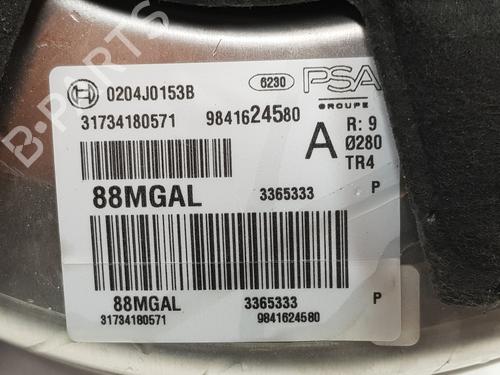 B-PARTS
0204J0153B 6230 PSA
GROUPE
31734180571 9841624580
A R: 9
Ø280
TR4
88MGAL 3365333 P
88MGAL 3365333 P
31734180571 9841624580